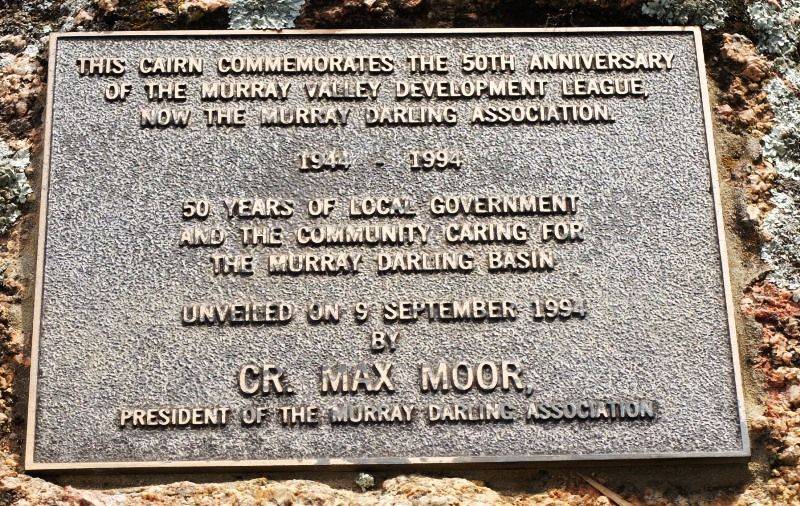 THIS CAIRN COMMEMORATES THE 50TH ANNIVERSARY
OF THE MURRAY VALLEY DEVELOPMENT LEAGUE,
NOW THE MURRAY DARLING ASSOCIATION.
1944 - 1994
50 YEARS OF LOCAL GOVERNMENT
AND THE COMMUNITY CARING FOR
THE MURRAY DARLING BASIN
UNVEILED ON 9 SEPTEMBER 1994
BY
CR. MAX MOOR,
PRESIDENT OF THE MURRAY DARLING ASSOCIATION